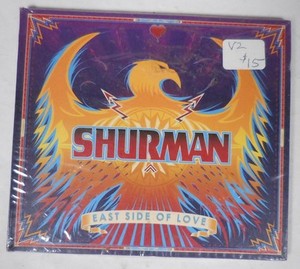 V2
$15
SHURMAN
EAST SIDE OF LOVE